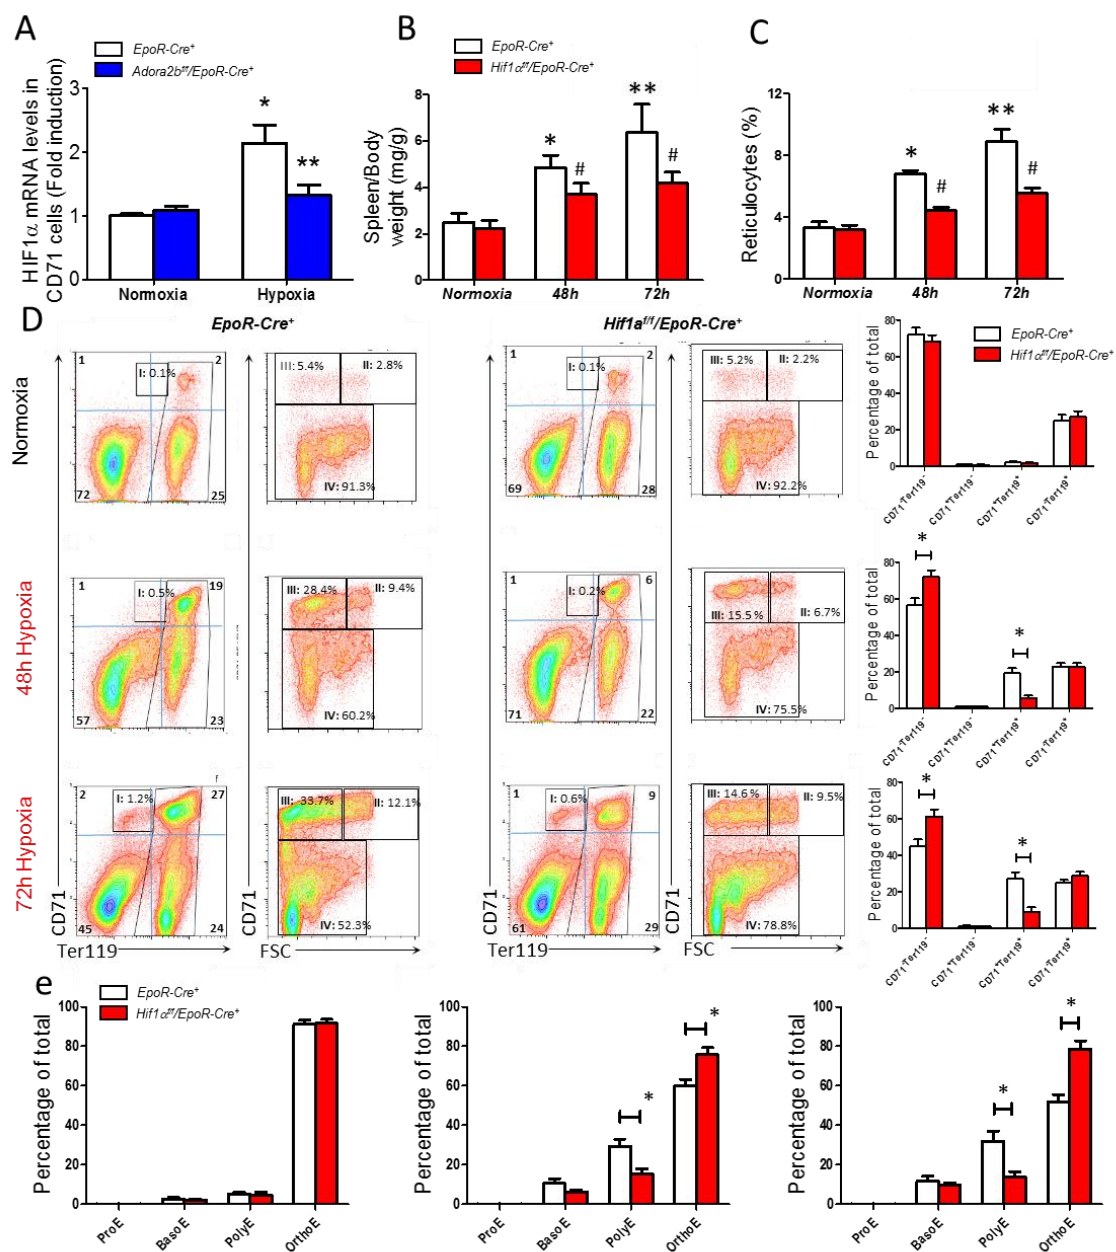 A
EpoR-Cre⁺
Adora2bᶠ/ᶠ/EpoR-Cre⁺
HIF1α mRNA levels in
CD71 cells (Fold induction)
3
2
1
0
*
**
Normoxia Hypoxia
B
EpoR-Cre⁺
Hif1αᶠ/ᶠ/EpoR-Cre⁺
Spleen/Body
weight (mg/g)
8
6
4
2
0
* # ** #
Normoxia 48h 72h
C
Reticulocytes (%)
12
8
4
0
* # ** #
Normoxia 48h 72h
D
EpoR-Cre⁺
Hif1aᶠ/ᶠ/EpoR-Cre⁺
Normoxia
1 2
I: 0.1%
72 25
III: 5.4% II: 2.8%
IV: 91.3%
1 2
I: 0.1%
69 28
III: 5.2% II: 2.2%
IV: 92.2%
EpoR-Cre⁺
Hif1αᶠ/ᶠ/EpoR-Cre⁺
Percentage of total
80
60
40
20
0
CD71⁻Ter119⁻ CD71⁺Ter119⁻ CD71⁺Ter119⁺ CD71⁻Ter119⁺
48h Hypoxia
1 19
I: 0.5%
57 23
III: 28.4% II: 9.4%
IV: 60.2%
1 6
I: 0.2%
71 22
III: 15.5% II: 6.7%
IV: 75.5%
Percentage of total
80
60
40
20
0
* *
CD71⁻Ter119⁻ CD71⁺Ter119⁻ CD71⁺Ter119⁺ CD71⁻Ter119⁺
72h Hypoxia
2 27
I: 1.2%
45 24
III: 33.7% II: 12.1%
IV: 52.3%
1 9
I: 0.6%
61 29
III: 14.6 % II: 9.5%
IV: 78.8%
Percentage of total
80
60
40
20
0
* *
CD71⁻Ter119⁻ CD71⁺Ter119⁻ CD71⁺Ter119⁺ CD71⁻Ter119⁺
CD71 CD71 CD71 CD71
Ter119 FSC Ter119 FSC
e
EpoR-Cre⁺
Hif1αᶠ/ᶠ/EpoR-Cre⁺
Percentage of total
100
80
60
40
20
0
ProE BasoE PolyE OrthoE
Percentage of total
100
80
60
40
20
0
* *
ProE BasoE PolyE OrthoE
Percentage of total
100
80
60
40
20
0
* *
ProE BasoE PolyE OrthoE